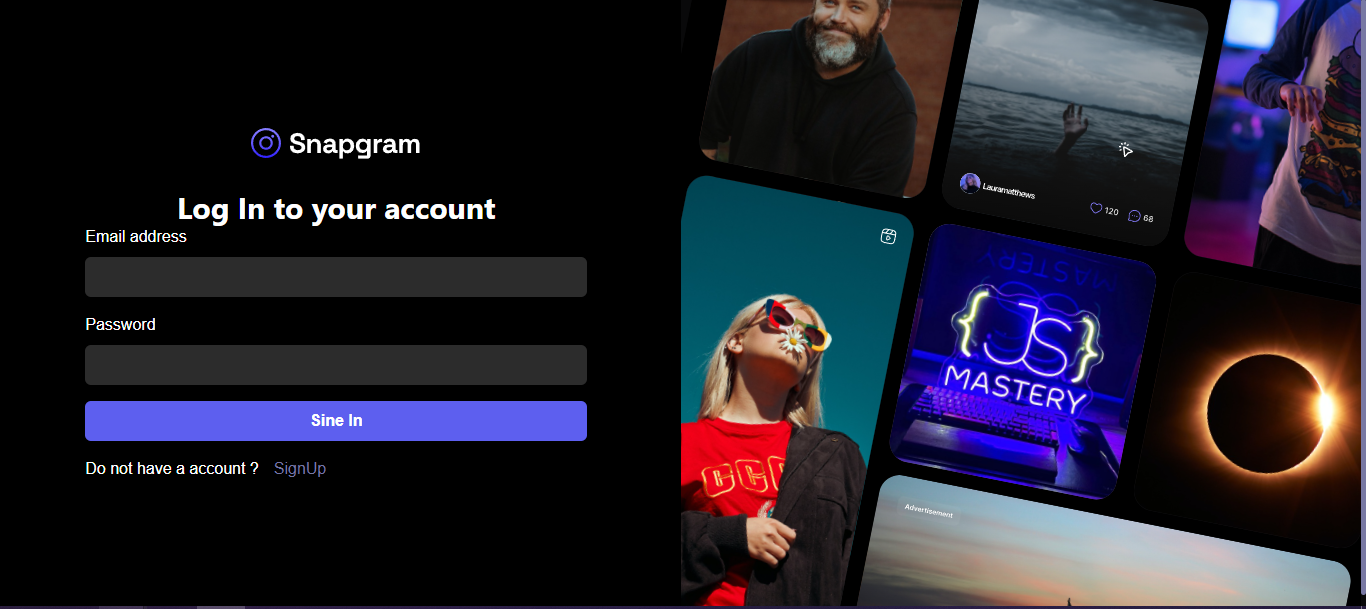 Snapgram
Log In to your account
Email address
Password
Sine In
Do not have a account ? SignUp
Lauramatthews
120 68
JS
MASTERY
MASTERY
Advertisement